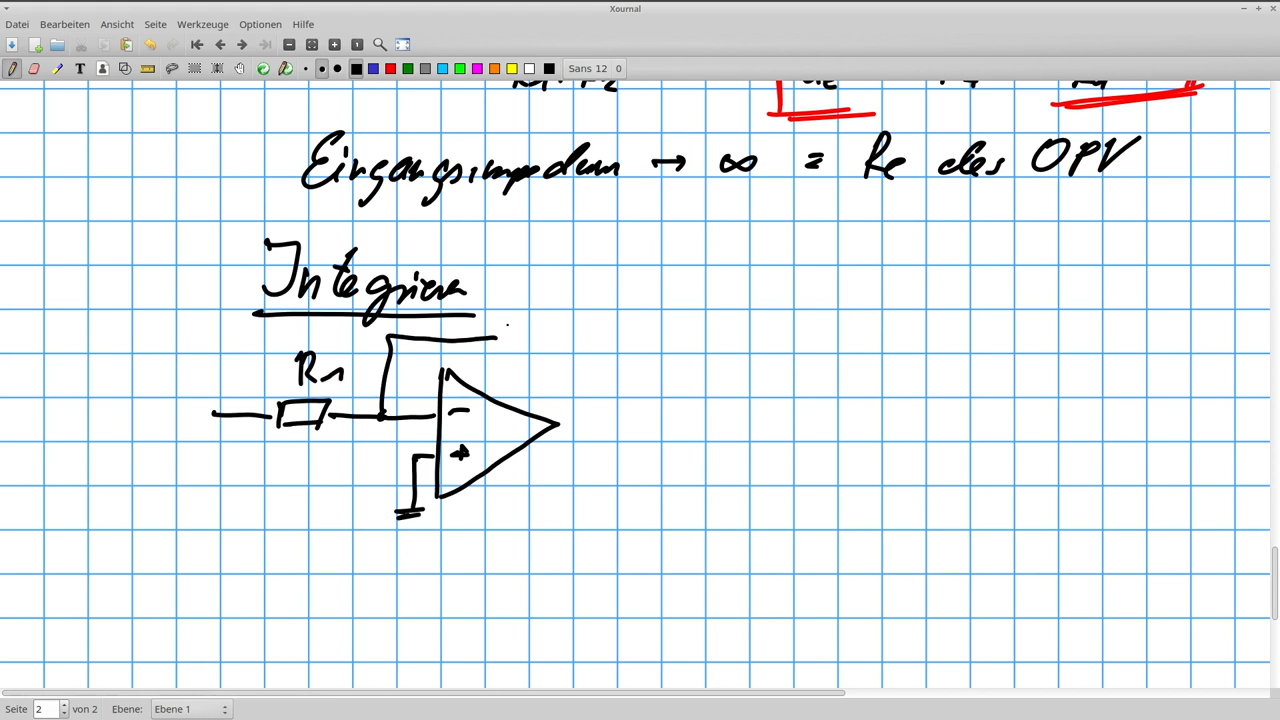 Xournal
Datei Bearbeiten Ansicht Seite Werkzeuge Optionen Hilfe
Sans 12 0
Eingangsimpedanz → ∞ = Re des OPV
Integrierer
R1
−
+
Seite 2 von 2 Ebene: Ebene 1